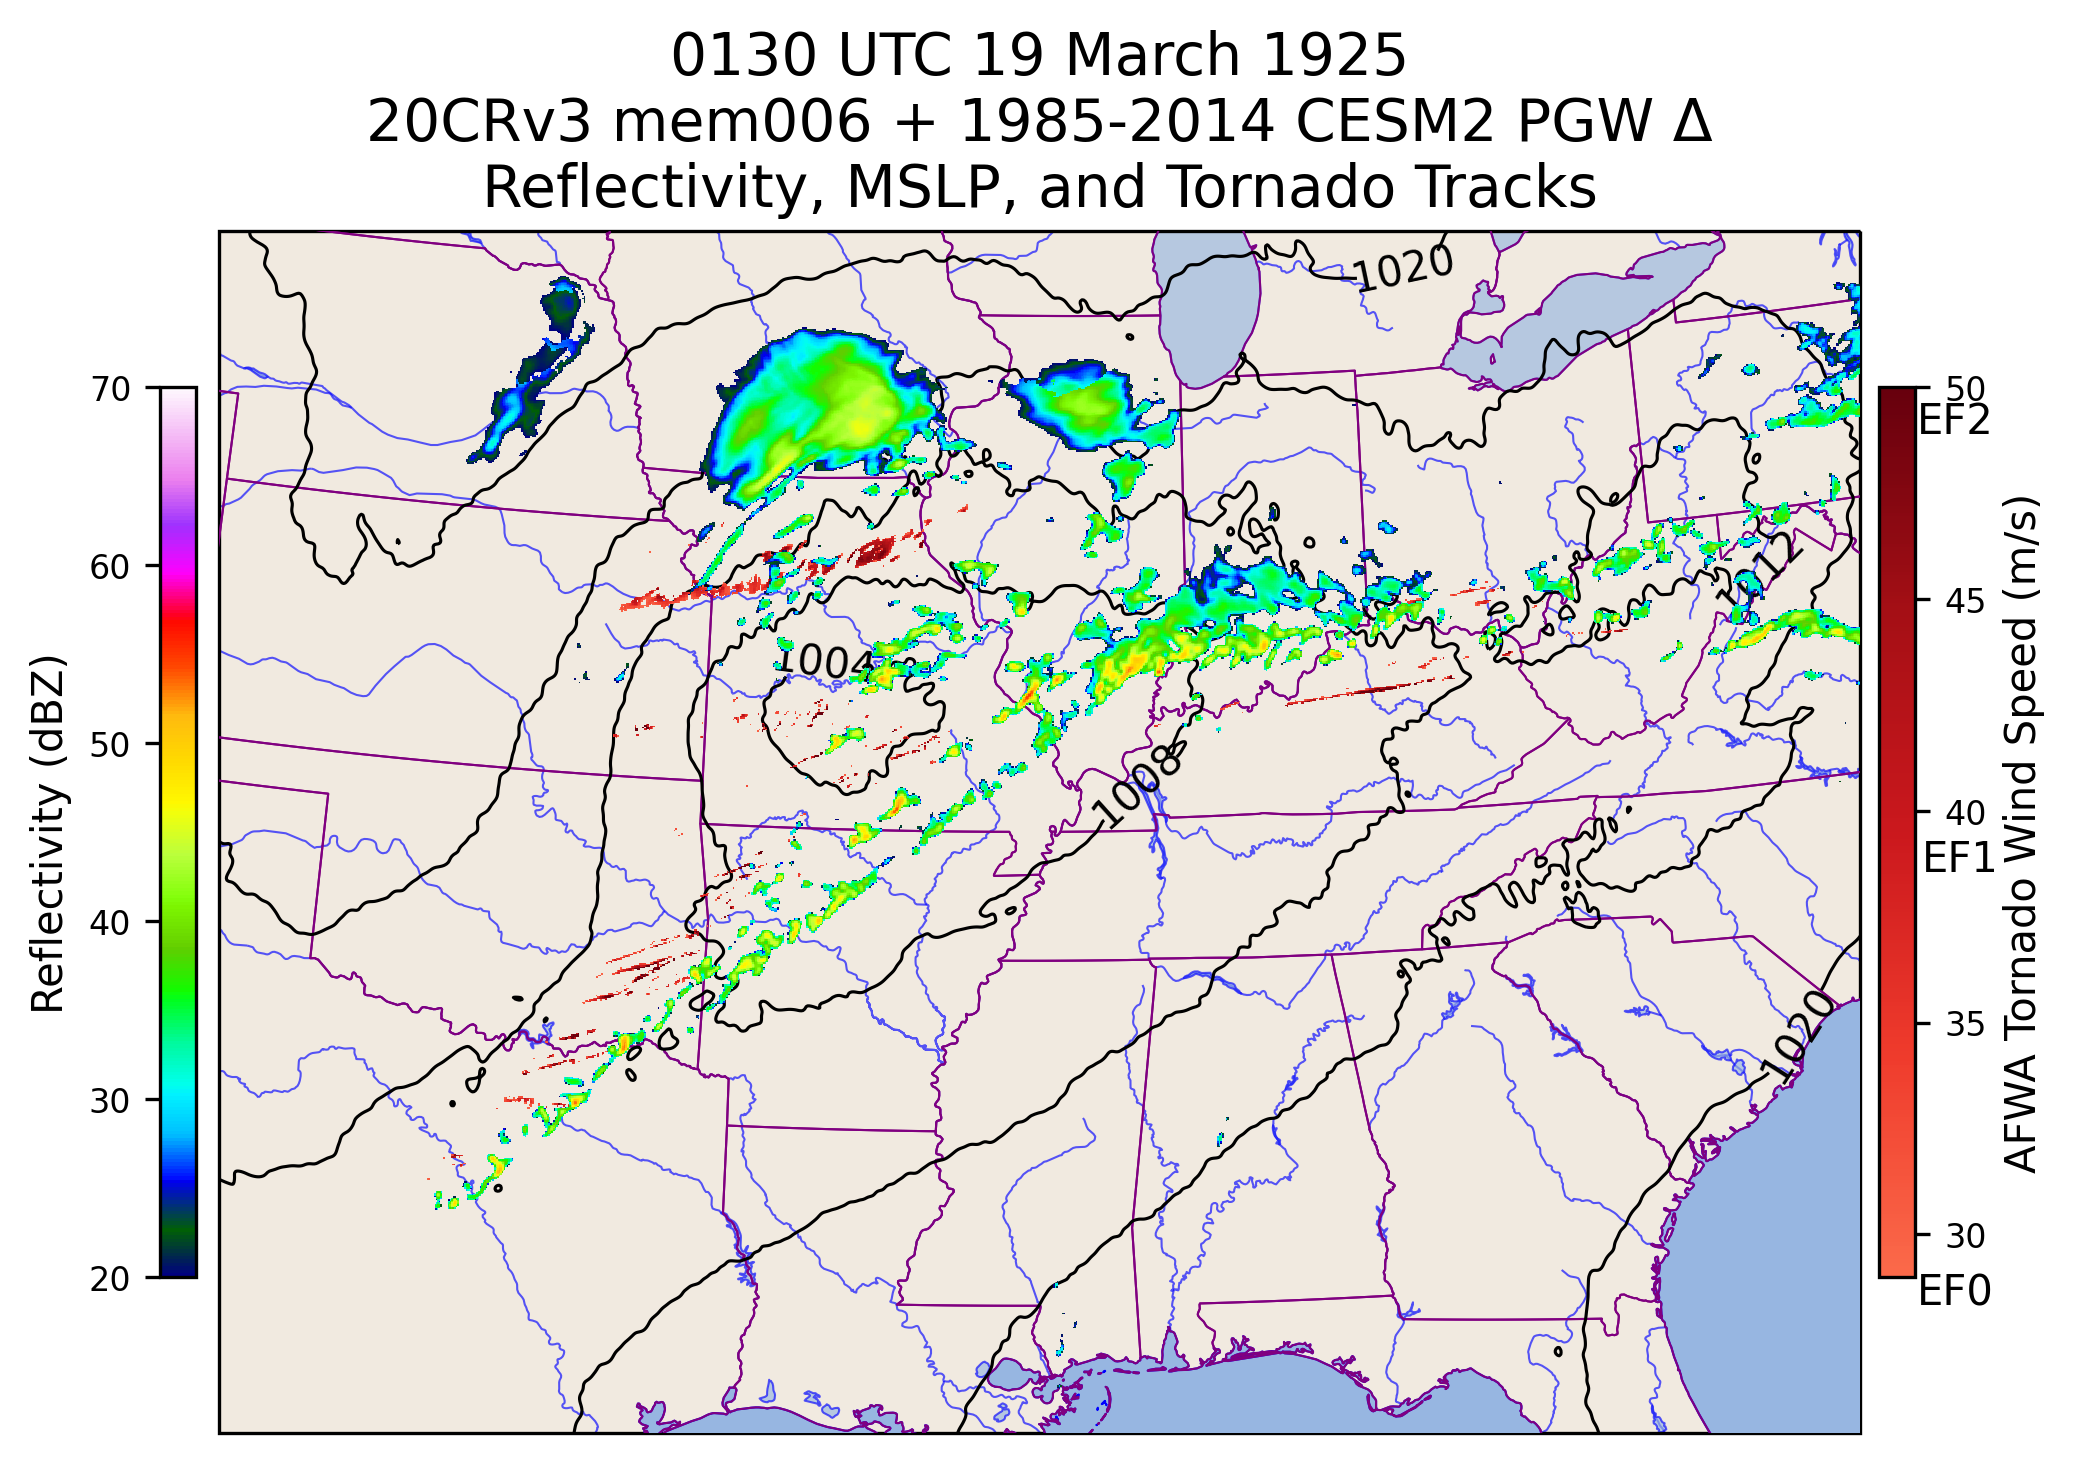 0130 UTC 19 March 1925
20CRv3 mem006 + 1985-2014 CESM2 PGW Δ
Reflectivity, MSLP, and Tornado Tracks
1020
1012
1004
1008
1020
Reflectivity (dBZ)
70
60
50
40
30
20
50
EF2
45
40
EF1
35
30
EF0
AFWA Tornado Wind Speed (m/s)